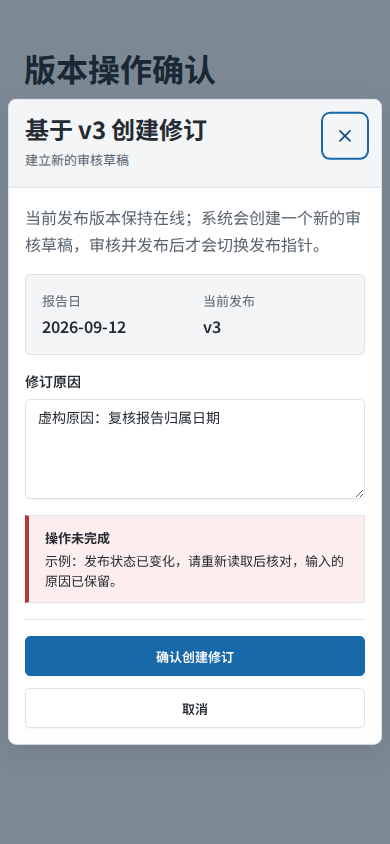 版本操作确认
基于 v3 创建修订
建立新的审核草稿
当前发布版本保持在线；系统会创建一个新的审
核草稿，审核并发布后才会切换发布指针。
报告日
当前发布
2026-09-12
v3
修订原因
虚构原因：复核报告归属日期
操作未完成
示例：发布状态已变化，请重新读取后核对，输入的
原因已保留。
确认创建修订
取消